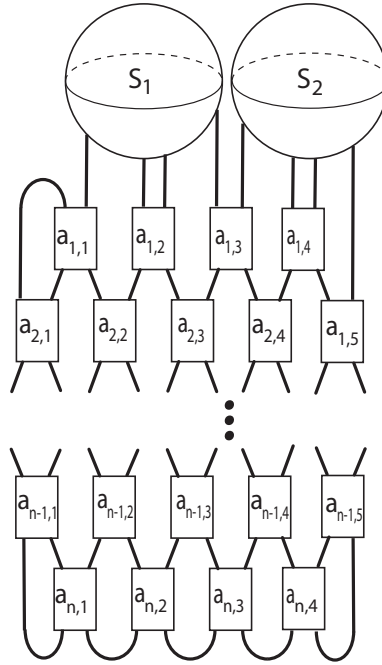 S₁ S₂
a₁,₁ a₁,₂ a₁,₃ a₁,₄
a₂,₁ a₂,₂ a₂,₃ a₂,₄ a₁,₅
aₙ₋₁,₁ aₙ₋₁,₂ aₙ₋₁,₃ aₙ₋₁,₄ aₙ₋₁,₅
aₙ,₁ aₙ,₂ aₙ,₃ aₙ,₄